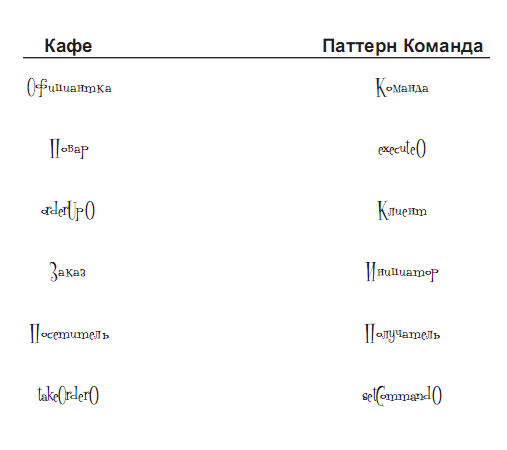 Кафе Паттерн Команда
Официантка Команда
Повар execute()
orderUp() Клиент
Заказ Инициатор
Посетитель Получатель
takeOrder() setCommand()